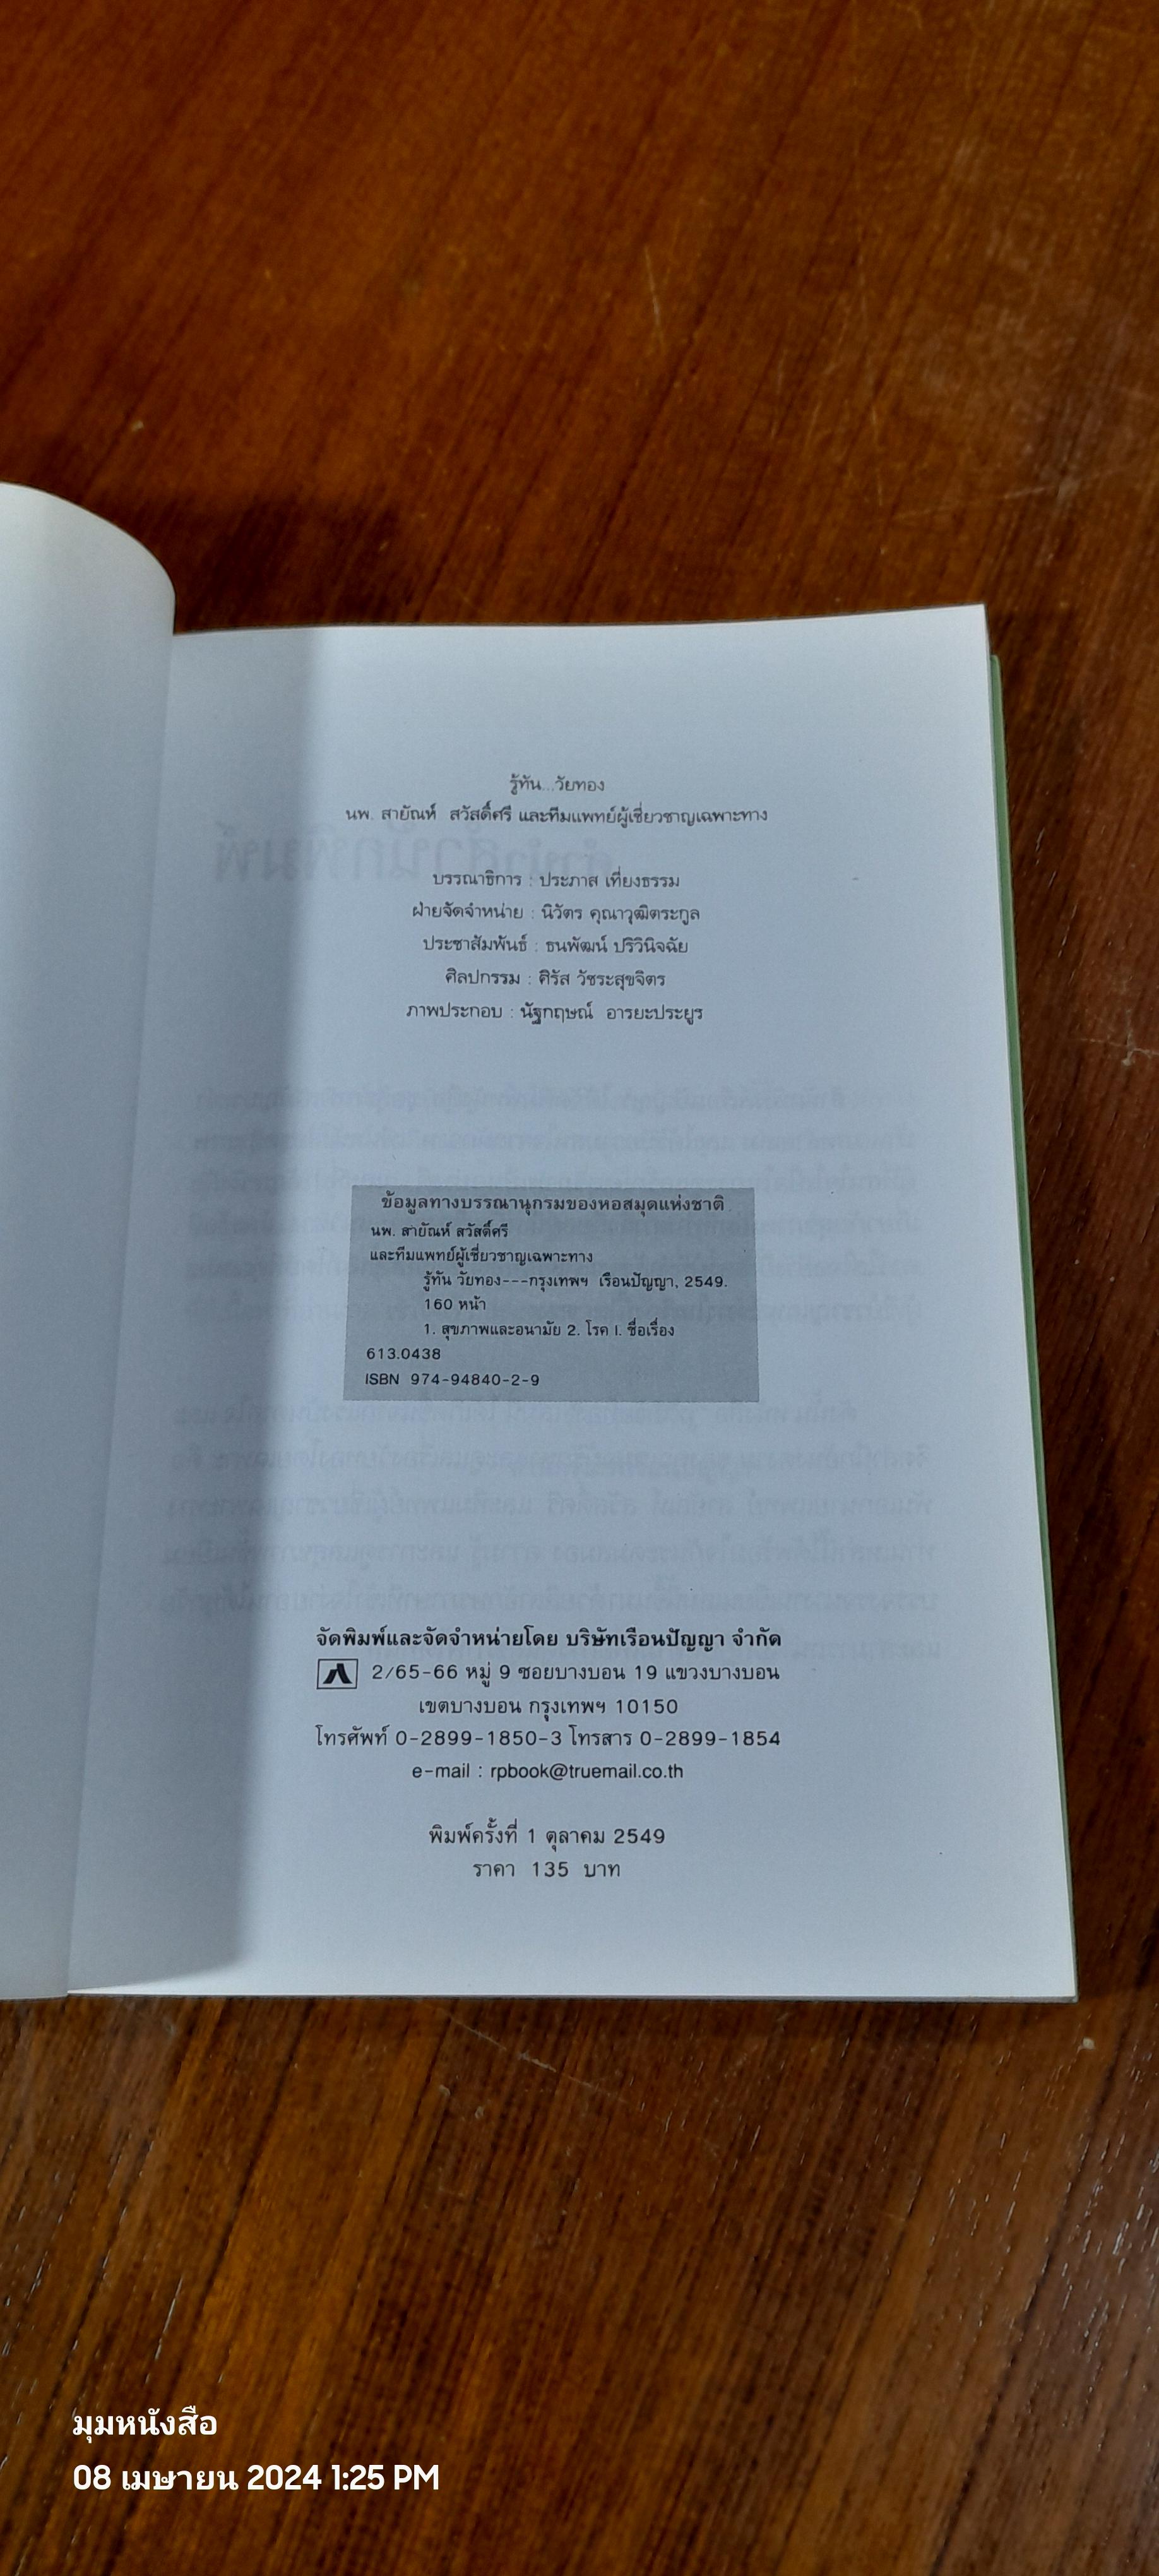 รู้ทัน...วัยทอง
นพ. สายัณห์ สวัสดิ์ศรี และทีมแพทย์ผู้เชี่ยวชาญเฉพาะทาง
บรรณาธิการ : ประภาส เที่ยงธรรม
ฝ่ายจัดจำหน่าย : นิวัตร คุณาวุฒิตระกูล
ประชาสัมพันธ์ : ธนพัฒน์ ปริวินิจฉัย
ศิลปกรรม : ศิรัส วัชระสุขจิตร
ภาพประกอบ : นัฐกฤษณ์ อารยะประยูร
ข้อมูลทางบรรณานุกรมของหอสมุดแห่งชาติ
นพ. สายัณห์ สวัสดิ์ศรี
และทีมแพทย์ผู้เชี่ยวชาญเฉพาะทาง
รู้ทัน วัยทอง---กรุงเทพฯ เรือนปัญญา, 2549.
160 หน้า
1. สุขภาพและอนามัย 2. โรค I. ชื่อเรื่อง
613.0438
ISBN 974-94840-2-9
จัดพิมพ์และจัดจำหน่ายโดย บริษัทเรือนปัญญา จำกัด
2/65-66 หมู่ 9 ซอยบางบอน 19 แขวงบางบอน
เขตบางบอน กรุงเทพฯ 10150
โทรศัพท์ 0-2899-1850-3 โทรสาร 0-2899-1854
e-mail : rpbook@truemail.co.th
พิมพ์ครั้งที่ 1 ตุลาคม 2549
ราคา 135 บาท
มุมหนังสือ
08 เมษายน 2024 1:25 PM